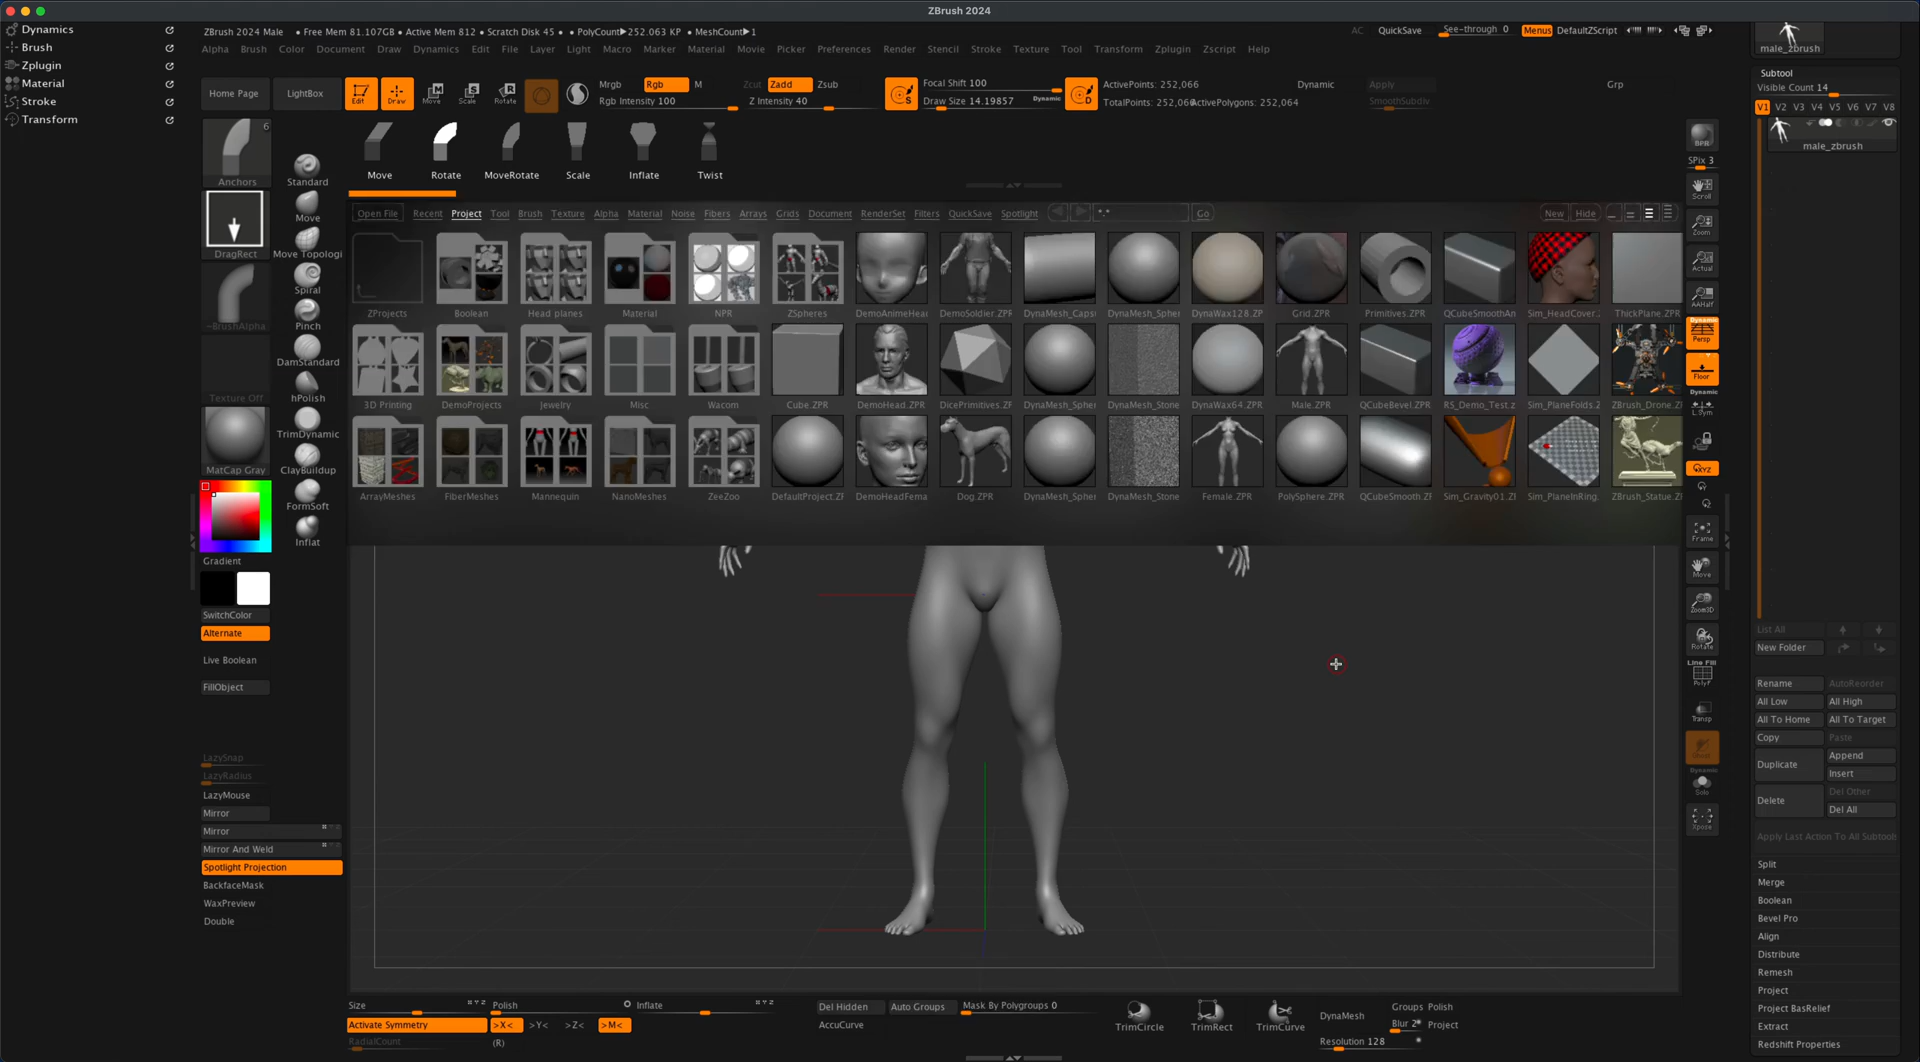 ZBrush 2024
Dynamics
Brush
Zplugin
Material
Stroke
Transform
ZBrush 2024 Male • Free Mem 81.107GB • Active Mem 812 • Scratch Disk 45 • PolyCount▶252.063 KP • MeshCount▶1
AC QuickSave See-through 0 Menus DefaultZScript
Alpha Brush Color Document Draw Dynamics Edit File Layer Light Macro Marker Material Movie Picker Preferences Render Stencil Stroke Texture Tool Transform Zplugin Zscript Help
Home Page LightBox Edit Draw Move Scale Rotate
Mrgb Rgb M Zcut Zadd Zsub
Rgb Intensity 100 Z Intensity 40
Focal Shift 100
Draw Size 14.19857 Dynamic
ActivePoints: 252,066 Dynamic Apply Grp
TotalPoints: 252,066 ActivePolygons: 252,064 SmoothSubdiv
6
Anchors
DragRect
~BrushAlpha
Texture Off
MatCap Gray
Gradient
SwitchColor
Alternate
Live Boolean
FillObject
LazySnap
LazyRadius
LazyMouse
Mirror
Mirror
Mirror And Weld
Spotlight Projection
BackfaceMask
WaxPreview
Double
Standard
Move
Move Topologi
Spiral
Pinch
DamStandard
hPolish
TrimDynamic
ClayBuildup
FormSoft
Inflat
Move Rotate MoveRotate Scale Inflate Twist
Open File Recent Project Tool Brush Texture Alpha Material Noise Fibers Arrays Grids Document RenderSet Filters QuickSave Spotlight Go New Hide
ZProjects Boolean Head planes Material NPR ZSpheres DemoAnimeHea DemoSoldier.ZPR DynaMesh_Caps DynaMesh_Spher DynaWax128.ZP Grid.ZPR Primitives.ZPR QCubeSmoothAn Sim_HeadCover. ThickPlane.ZPR
3D Printing DemoProjects Jewelry Misc Wacom Cube.ZPR DemoHead.ZPR DicePrimitives.Z DynaMesh_Spher DynaMesh_Stone DynaWax64.ZPR Male.ZPR QCubeBevel.ZPR RS_Demo_Test.z Sim_PlaneFolds.Z ZBrush_Drone.Z
ArrayMeshes FiberMeshes Mannequin NanoMeshes ZeeZoo DefaultProject.ZF DemoHeadFema Dog.ZPR DynaMesh_Spher DynaMesh_Stone Female.ZPR PolySphere.ZPR QCubeSmooth.ZF Sim_Gravity01.ZI Sim_PlaneInRing. ZBrush_Statue.ZF
BPR
SPix 3
Scroll
Zoom
Actual
AAHalf
Dynamic
Persp
Floor
Dynamic
L.Sym
XYZ
Frame
Move
Zoom3D
Rotate
Line Fill
PolyF
Transp
Dynamic
Solo
Xpose
male_zbrush
Subtool
Visible Count 14
V1 V2 V3 V4 V5 V6 V7 V8
male_zbrush
List All
New Folder
Rename AutoReorder
All Low All High
All To Home All To Target
Copy Paste
Duplicate Append
Insert
Delete Del Other
Del All
Apply Last Action To All Subtools
Split
Merge
Boolean
Bevel Pro
Align
Distribute
Remesh
Project
Project BasRelief
Extract
Redshift Properties
Size Polish Inflate
Activate Symmetry >X< >Y< >Z< >M<
RadialCount (R)
Del Hidden Auto Groups Mask By Polygroups 0
AccuCurve
TrimCircle TrimRect TrimCurve
DynaMesh
Resolution 128
Groups Polish
Blur 2 Project